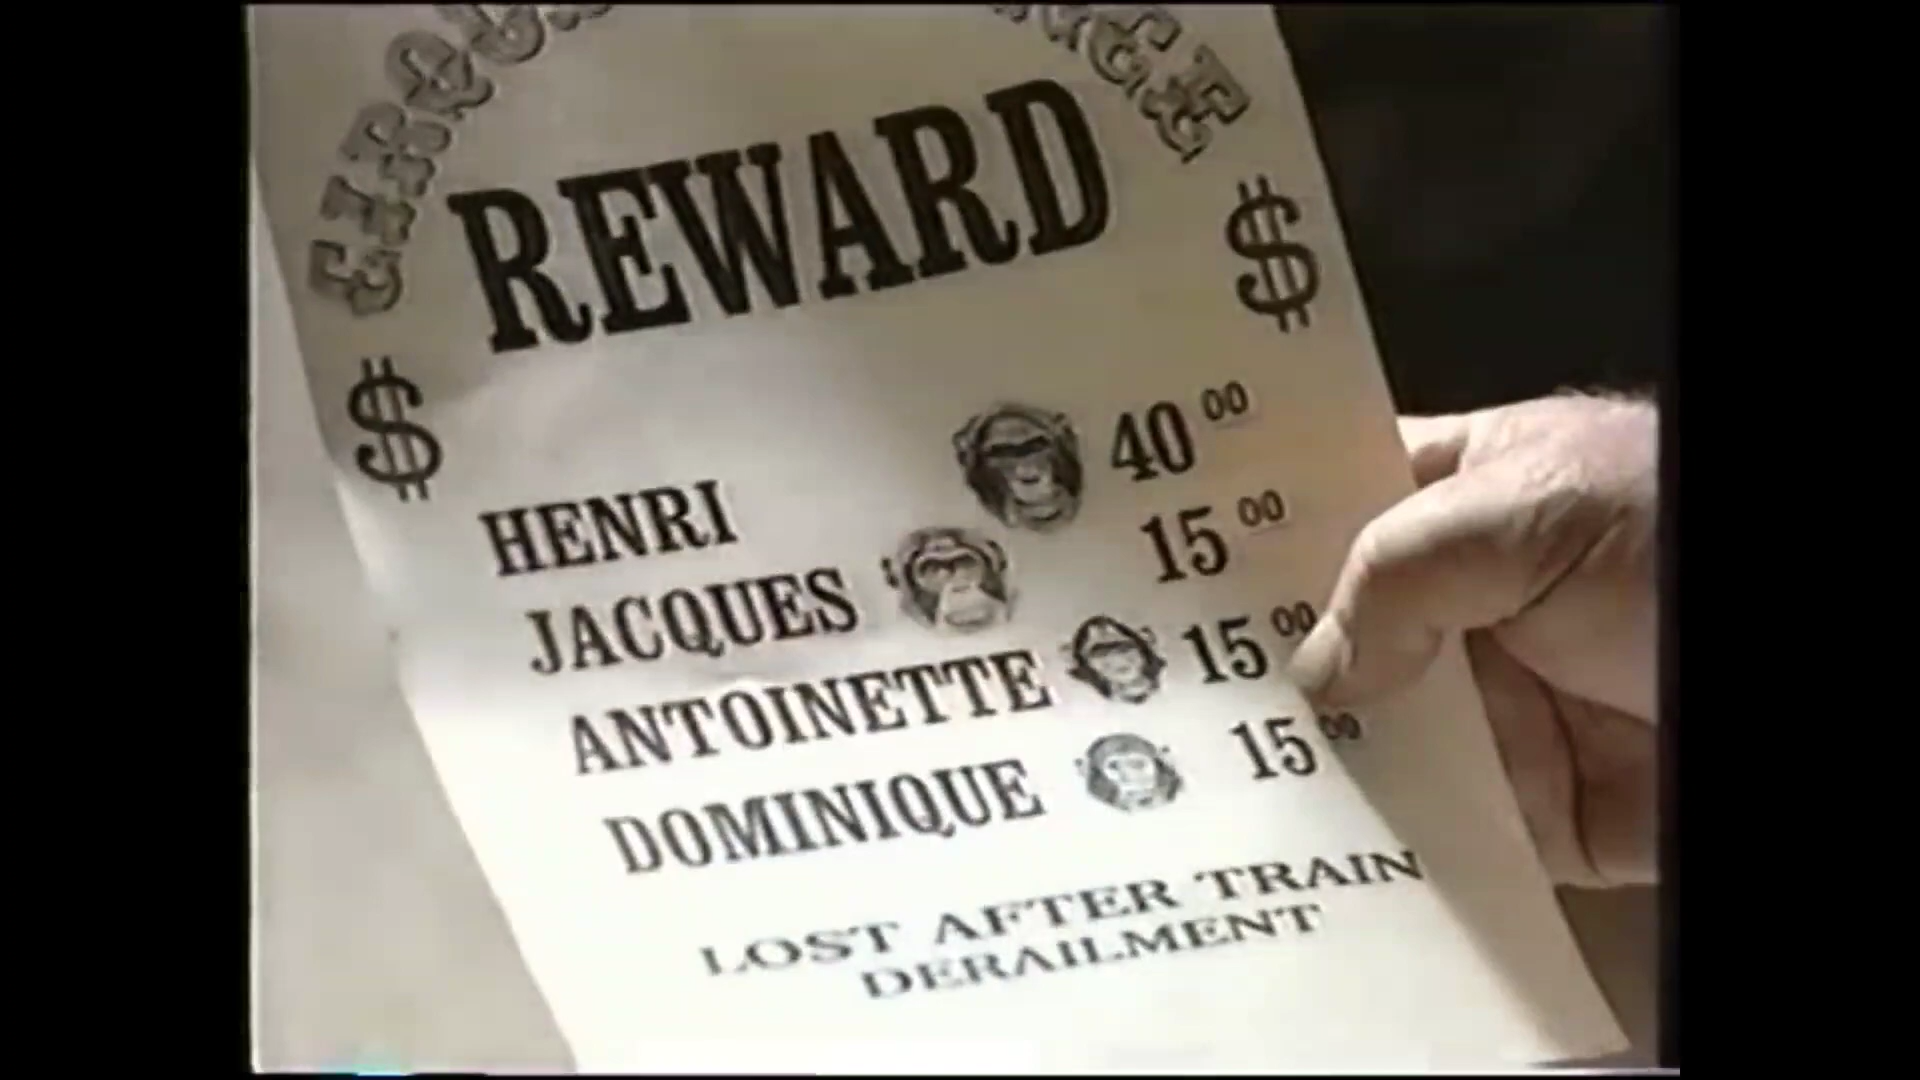 REWARD
$ $
HENRI 40 00
JACQUES 15 00
ANTOINETTE 15 00
DOMINIQUE 15 00
LOST AFTER TRAIN
DERAILMENT